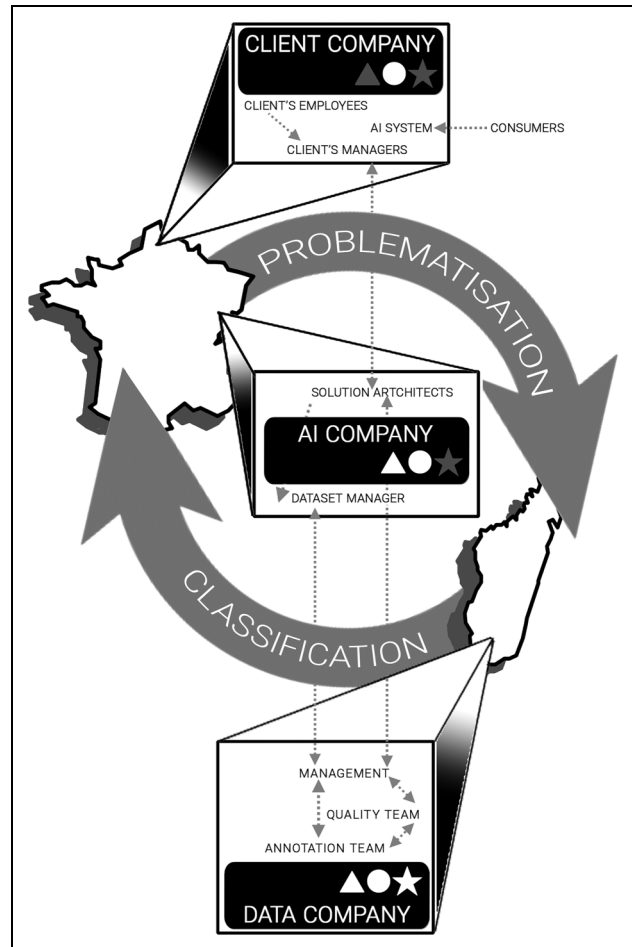 CLIENT COMPANY
CLIENT'S EMPLOYEES
AI SYSTEM
CONSUMERS
CLIENT'S MANAGERS
PROBLEMATISATION
SOLUTION ARTCHITECTS
AI COMPANY
DATASET MANAGER
CLASSIFICATION
MANAGEMENT
QUALITY TEAM
ANNOTATION TEAM
DATA COMPANY